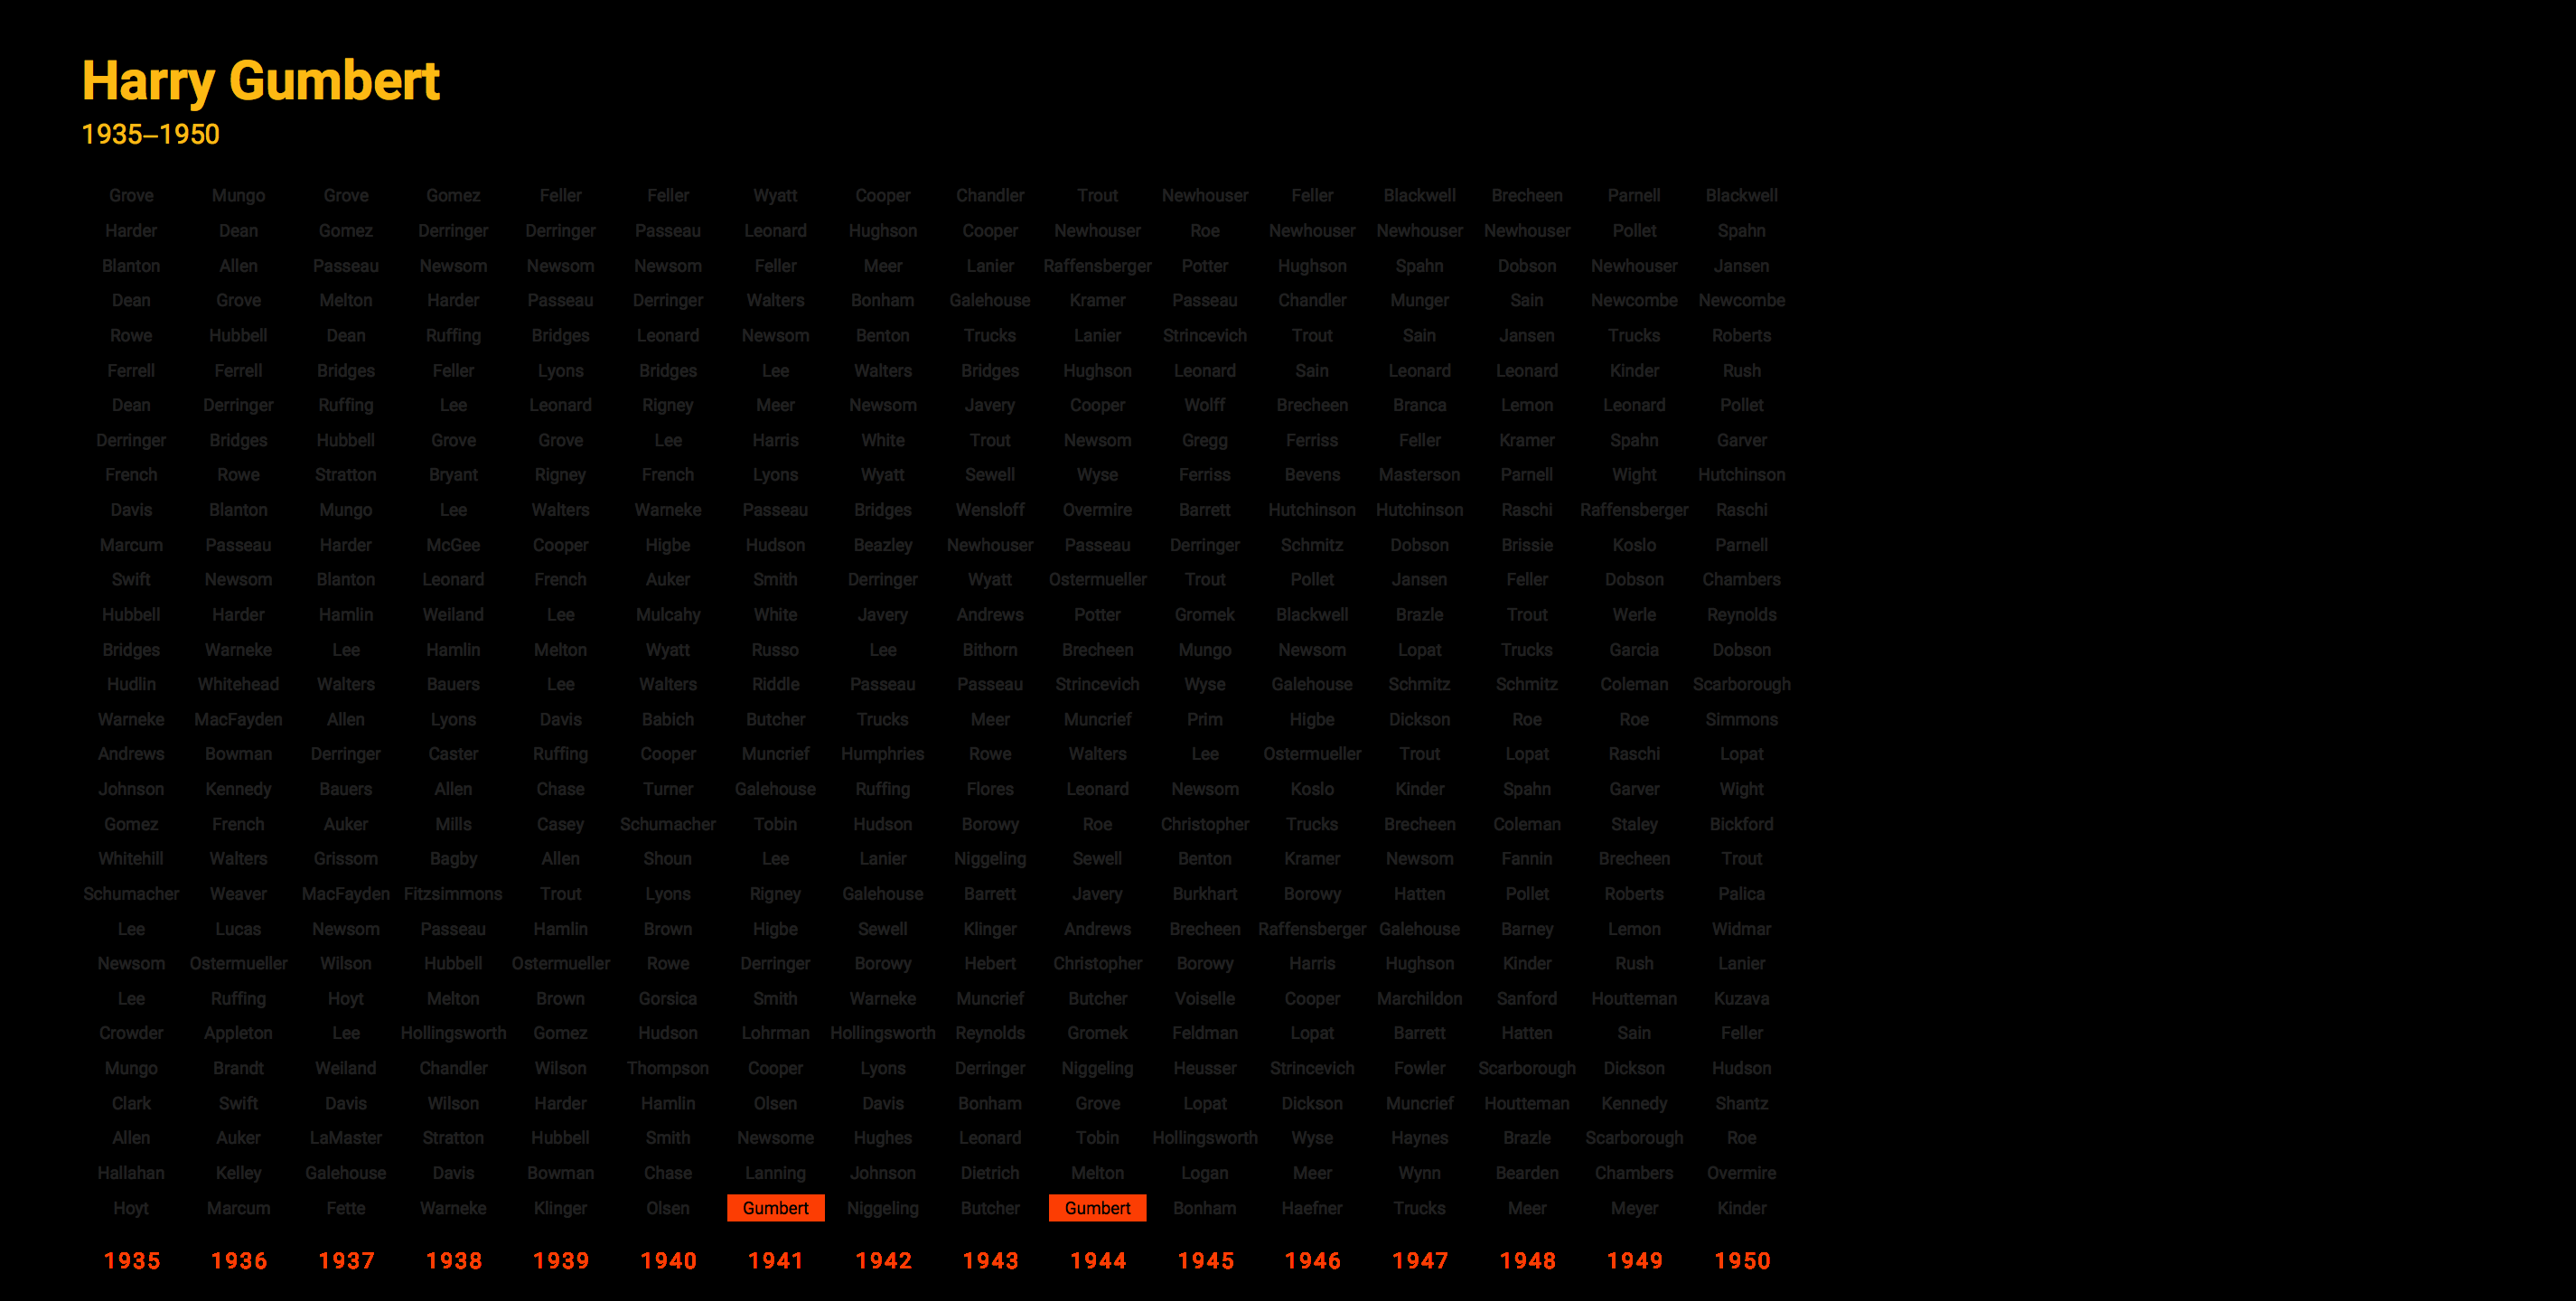 Harry Gumbert
1935–1950
Grove Mungo Grove Gomez Feller Feller Wyatt Cooper Chandler Trout Newhouser Feller Blackwell Brecheen Parnell Blackwell
Harder Dean Gomez Derringer Derringer Passeau Leonard Hughson Cooper Newhouser Roe Newhouser Newhouser Newhouser Pollet Spahn
Blanton Allen Passeau Newsom Newsom Newsom Feller Meer Lanier Raffensberger Potter Hughson Spahn Dobson Newhouser Jansen
Dean Grove Melton Harder Passeau Derringer Walters Bonham Galehouse Kramer Passeau Chandler Munger Sain Newcombe Newcombe
Rowe Hubbell Dean Ruffing Bridges Leonard Newsom Benton Trucks Lanier Strincevich Trout Sain Jansen Trucks Roberts
Ferrell Ferrell Bridges Feller Lyons Bridges Lee Walters Bridges Hughson Leonard Sain Leonard Leonard Kinder Rush
Dean Derringer Ruffing Lee Leonard Rigney Meer Newsom Javery Cooper Wolff Brecheen Branca Lemon Leonard Pollet
Derringer Bridges Hubbell Grove Grove Lee Harris White Trout Newsom Gregg Ferriss Feller Kramer Spahn Garver
French Rowe Stratton Bryant Rigney French Lyons Wyatt Sewell Wyse Ferriss Bevens Masterson Parnell Wight Hutchinson
Davis Blanton Mungo Lee Walters Warneke Passeau Bridges Wensloff Overmire Barrett Hutchinson Hutchinson Raschi Raffensberger Raschi
Marcum Passeau Harder McGee Cooper Higbe Hudson Beazley Newhouser Passeau Derringer Schmitz Dobson Brissie Koslo Parnell
Swift Newsom Blanton Leonard French Auker Smith Derringer Wyatt Ostermueller Trout Pollet Jansen Feller Dobson Chambers
Hubbell Harder Hamlin Weiland Lee Mulcahy White Javery Andrews Potter Gromek Blackwell Brazle Trout Werle Reynolds
Bridges Warneke Lee Hamlin Melton Wyatt Russo Lee Bithorn Brecheen Mungo Newsom Lopat Trucks Garcia Dobson
Hudlin Whitehead Walters Bauers Lee Walters Riddle Passeau Passeau Strincevich Wyse Galehouse Schmitz Schmitz Coleman Scarborough
Warneke MacFayden Allen Lyons Davis Babich Butcher Trucks Meer Muncrief Prim Higbe Dickson Roe Roe Simmons
Andrews Bowman Derringer Caster Ruffing Cooper Muncrief Humphries Rowe Walters Lee Ostermueller Trout Lopat Raschi Lopat
Johnson Kennedy Bauers Allen Chase Turner Galehouse Ruffing Flores Leonard Newsom Koslo Kinder Spahn Garver Wight
Gomez French Auker Mills Casey Schumacher Tobin Hudson Borowy Roe Christopher Trucks Brecheen Coleman Staley Bickford
Whitehill Walters Grissom Bagby Allen Shoun Lee Lanier Niggeling Sewell Benton Kramer Newsom Fannin Brecheen Trout
Schumacher Weaver MacFayden Fitzsimmons Trout Lyons Rigney Galehouse Barrett Javery Burkhart Borowy Hatten Pollet Roberts Palica
Lee Lucas Newsom Passeau Hamlin Brown Higbe Sewell Klinger Andrews Brecheen Raffensberger Galehouse Barney Lemon Widmar
Newsom Ostermueller Wilson Hubbell Ostermueller Rowe Derringer Borowy Hebert Christopher Borowy Harris Hughson Kinder Rush Lanier
Lee Ruffing Hoyt Melton Brown Gorsica Smith Warneke Muncrief Butcher Voiselle Cooper Marchildon Sanford Houtteman Kuzava
Crowder Appleton Lee Hollingsworth Gomez Hudson Lohrman Hollingsworth Reynolds Gromek Feldman Lopat Barrett Hatten Sain Feller
Mungo Brandt Weiland Chandler Wilson Thompson Cooper Lyons Derringer Niggeling Heusser Strincevich Fowler Scarborough Dickson Hudson
Clark Swift Davis Wilson Harder Hamlin Olsen Davis Bonham Grove Lopat Dickson Muncrief Houtteman Kennedy Shantz
Allen Auker LaMaster Stratton Hubbell Smith Newsome Hughes Leonard Tobin Hollingsworth Wyse Haynes Brazle Scarborough Roe
Hallahan Kelley Galehouse Davis Bowman Chase Lanning Johnson Dietrich Melton Logan Meer Wynn Bearden Chambers Overmire
Hoyt Marcum Fette Warneke Klinger Olsen Gumbert Niggeling Butcher Gumbert Bonham Haefner Trucks Meer Meyer Kinder
1935 1936 1937 1938 1939 1940 1941 1942 1943 1944 1945 1946 1947 1948 1949 1950